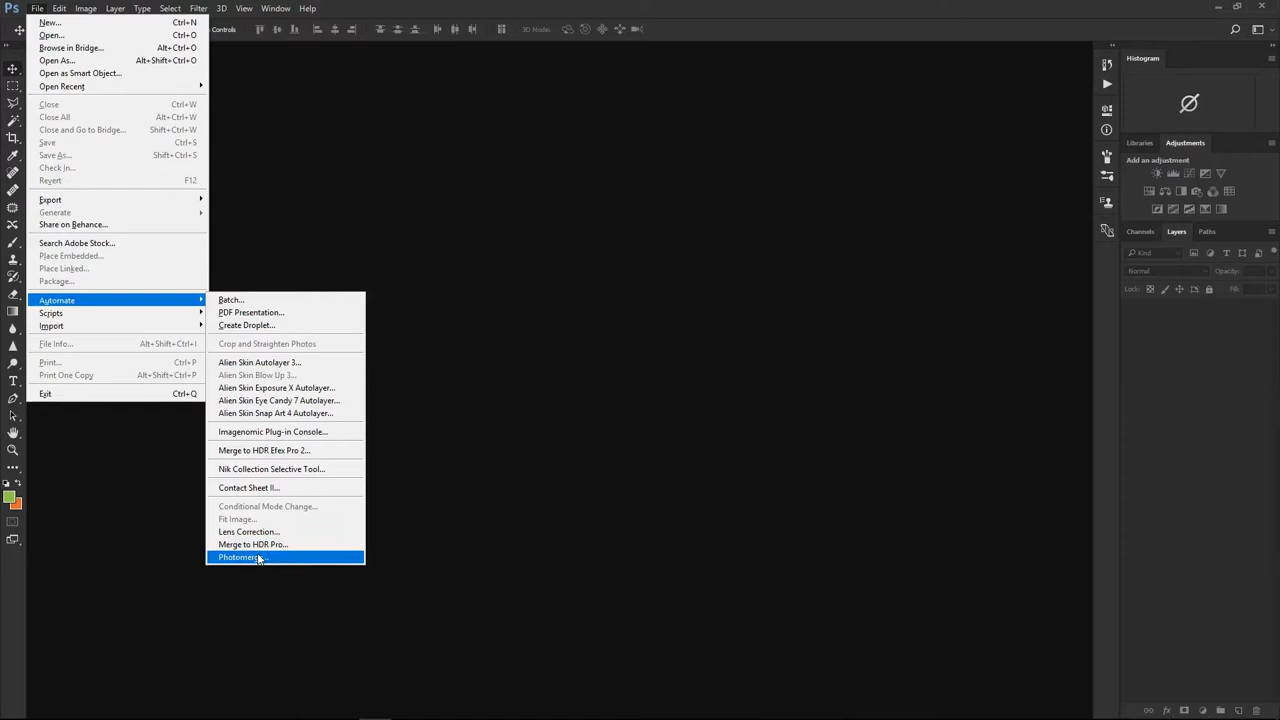 Ps File Edit Image Layer Type Select Filter 3D View Window Help
Controls 3D Mode:
New... Ctrl+N
Open... Ctrl+O
Browse in Bridge... Alt+Ctrl+O
Open As... Alt+Shift+Ctrl+O
Open as Smart Object...
Open Recent
Close Ctrl+W
Close All Alt+Ctrl+W
Close and Go to Bridge... Shift+Ctrl+W
Save Ctrl+S
Save As... Shift+Ctrl+S
Check In...
Revert F12
Export
Generate
Share on Behance...
Search Adobe Stock...
Place Embedded...
Place Linked...
Package...
Automate
Scripts
Import
File Info... Alt+Shift+Ctrl+I
Print... Ctrl+P
Print One Copy Alt+Shift+Ctrl+P
Exit Ctrl+Q
Batch...
PDF Presentation...
Create Droplet...
Crop and Straighten Photos
Alien Skin Autolayer 3...
Alien Skin Blow Up 3...
Alien Skin Exposure X Autolayer...
Alien Skin Eye Candy 7 Autolayer...
Alien Skin Snap Art 4 Autolayer...
Imagenomic Plug-in Console...
Merge to HDR Efex Pro 2...
Nik Collection Selective Tool...
Contact Sheet II...
Conditional Mode Change...
Fit Image...
Lens Correction...
Merge to HDR Pro...
Photomerge...
Histogram
Libraries Adjustments
Add an adjustment
Channels Layers Paths
Kind
Normal Opacity:
Lock: Fill: